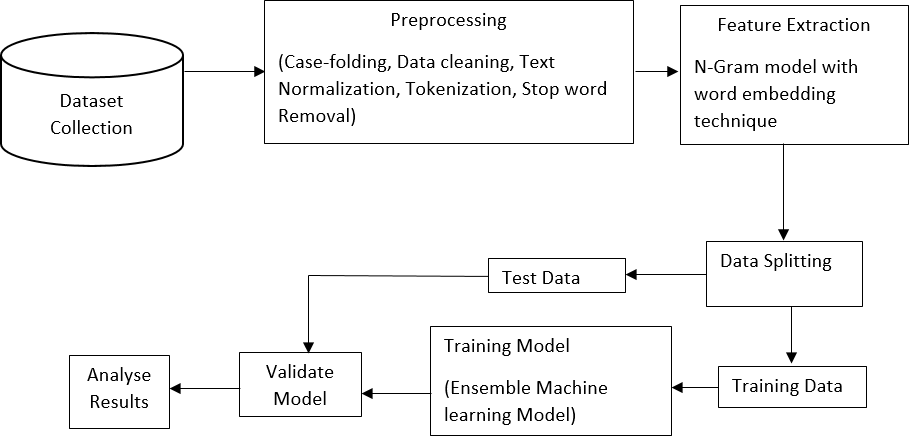 Dataset
Collection
Preprocessing
(Case-folding, Data cleaning, Text
Normalization, Tokenization, Stop word
Removal)
Feature Extraction
N-Gram model with
word embedding
technique
Data Splitting
Test Data
Training Data
Training Model
(Ensemble Machine
learning Model)
Validate
Model
Analyse
Results